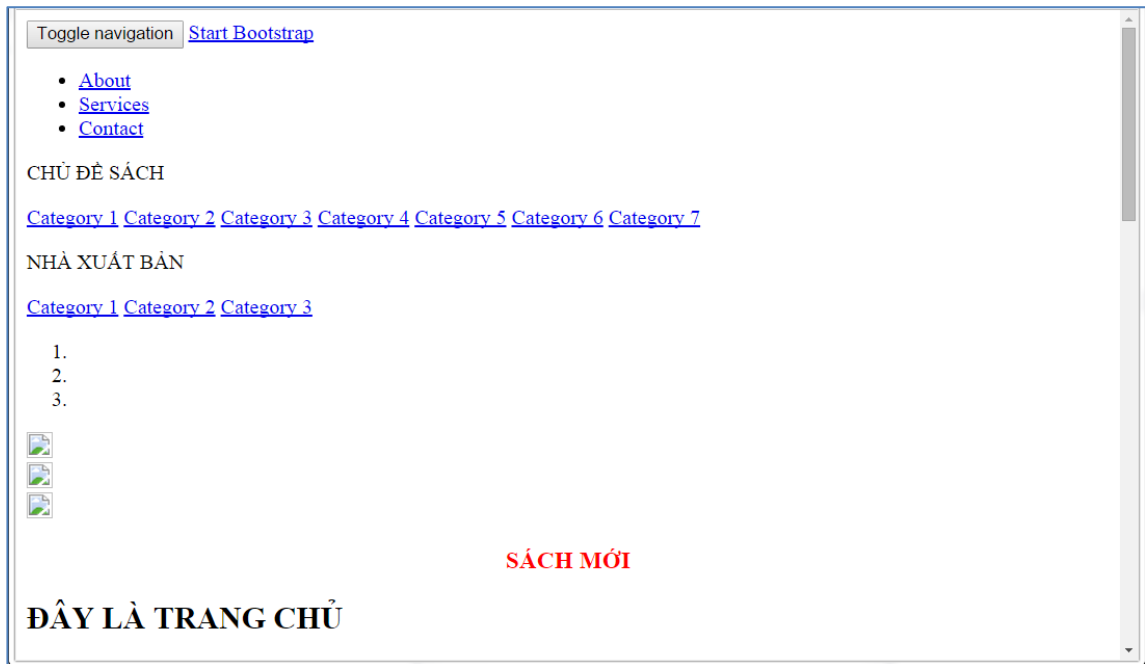 Toggle navigation Start Bootstrap
• About
• Services
• Contact
CHỦ ĐỀ SÁCH
Category 1 Category 2 Category 3 Category 4 Category 5 Category 6 Category 7
NHÀ XUẤT BẢN
Category 1 Category 2 Category 3
1.
2.
3.
SÁCH MỚI
ĐÂY LÀ TRANG CHỦ